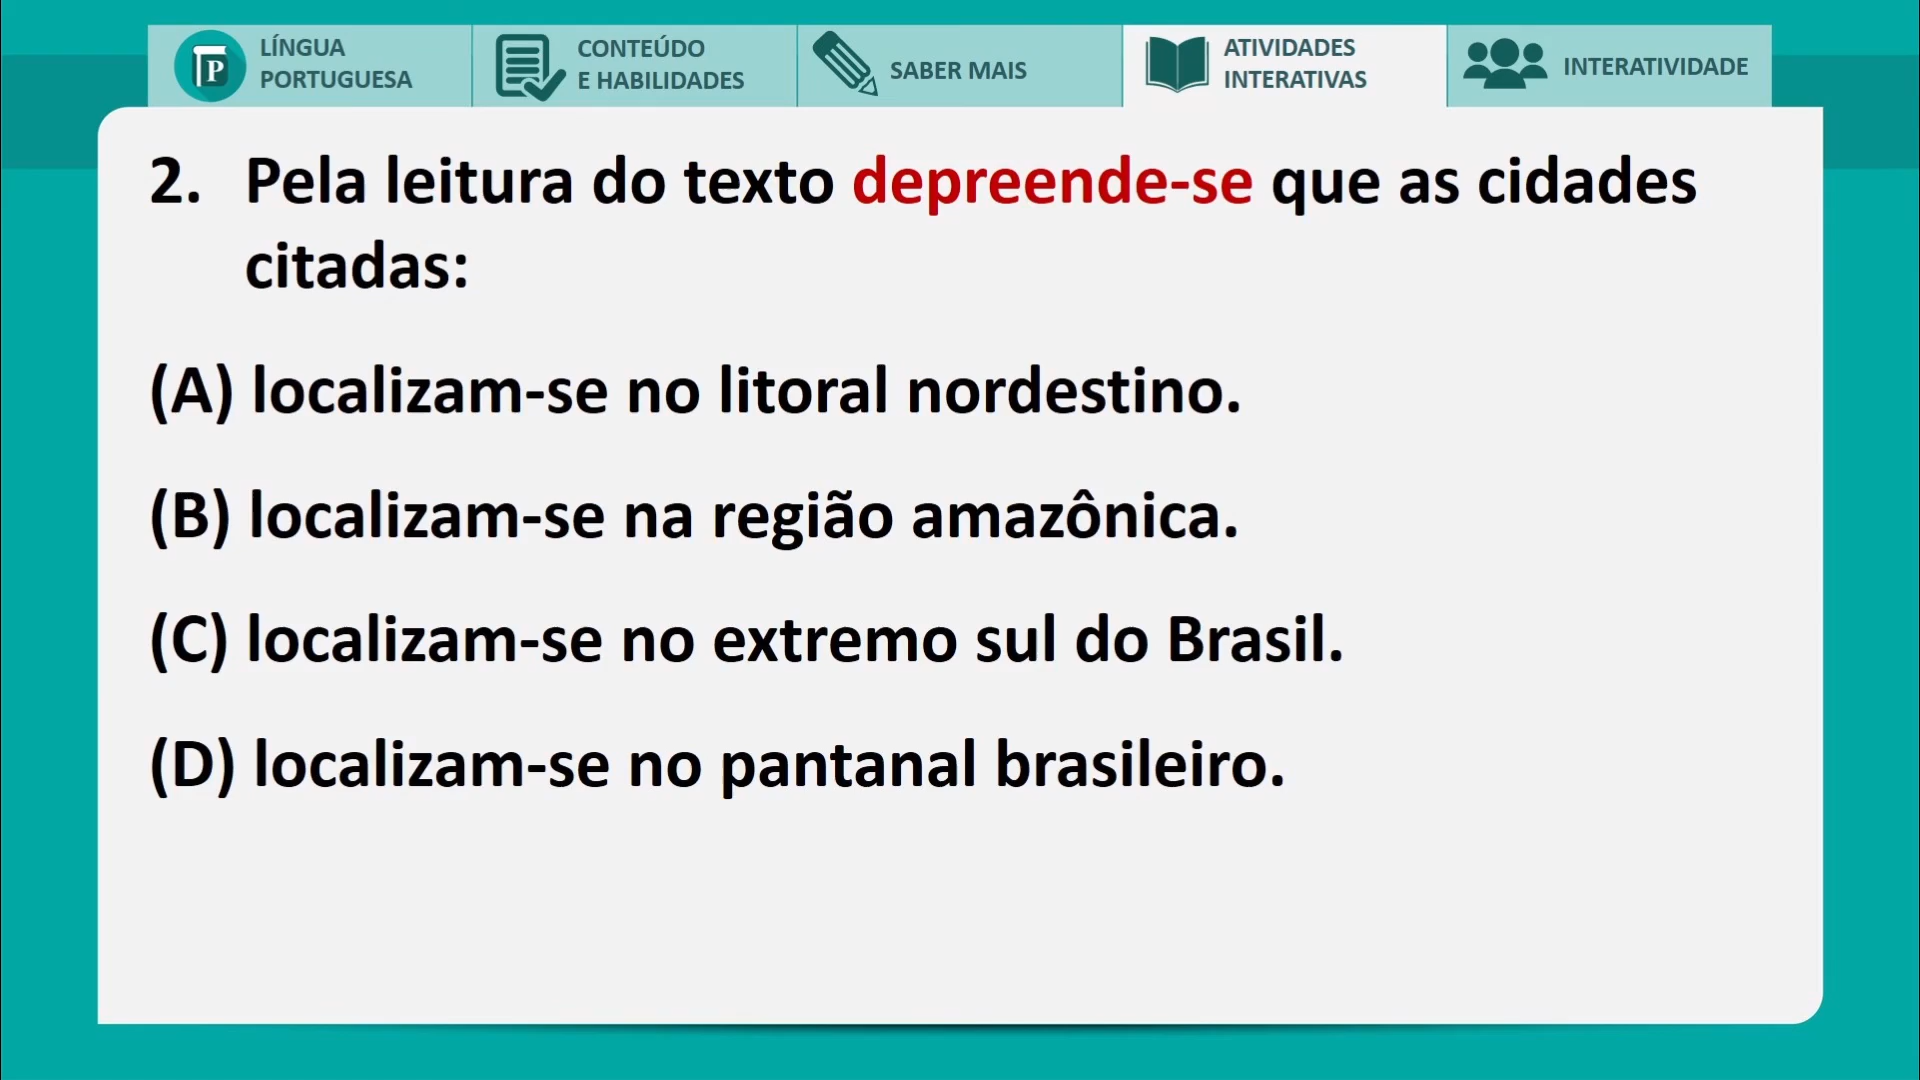 LÍNGUA
PORTUGUESA
CONTEÚDO
E HABILIDADES
SABER MAIS
ATIVIDADES
INTERATIVAS
INTERATIVIDADE
P
2. Pela leitura do texto depreende-se que as cidades
citadas:
(A) localizam-se no litoral nordestino.
(B) localizam-se na região amazônica.
(C) localizam-se no extremo sul do Brasil.
(D) localizam-se no pantanal brasileiro.